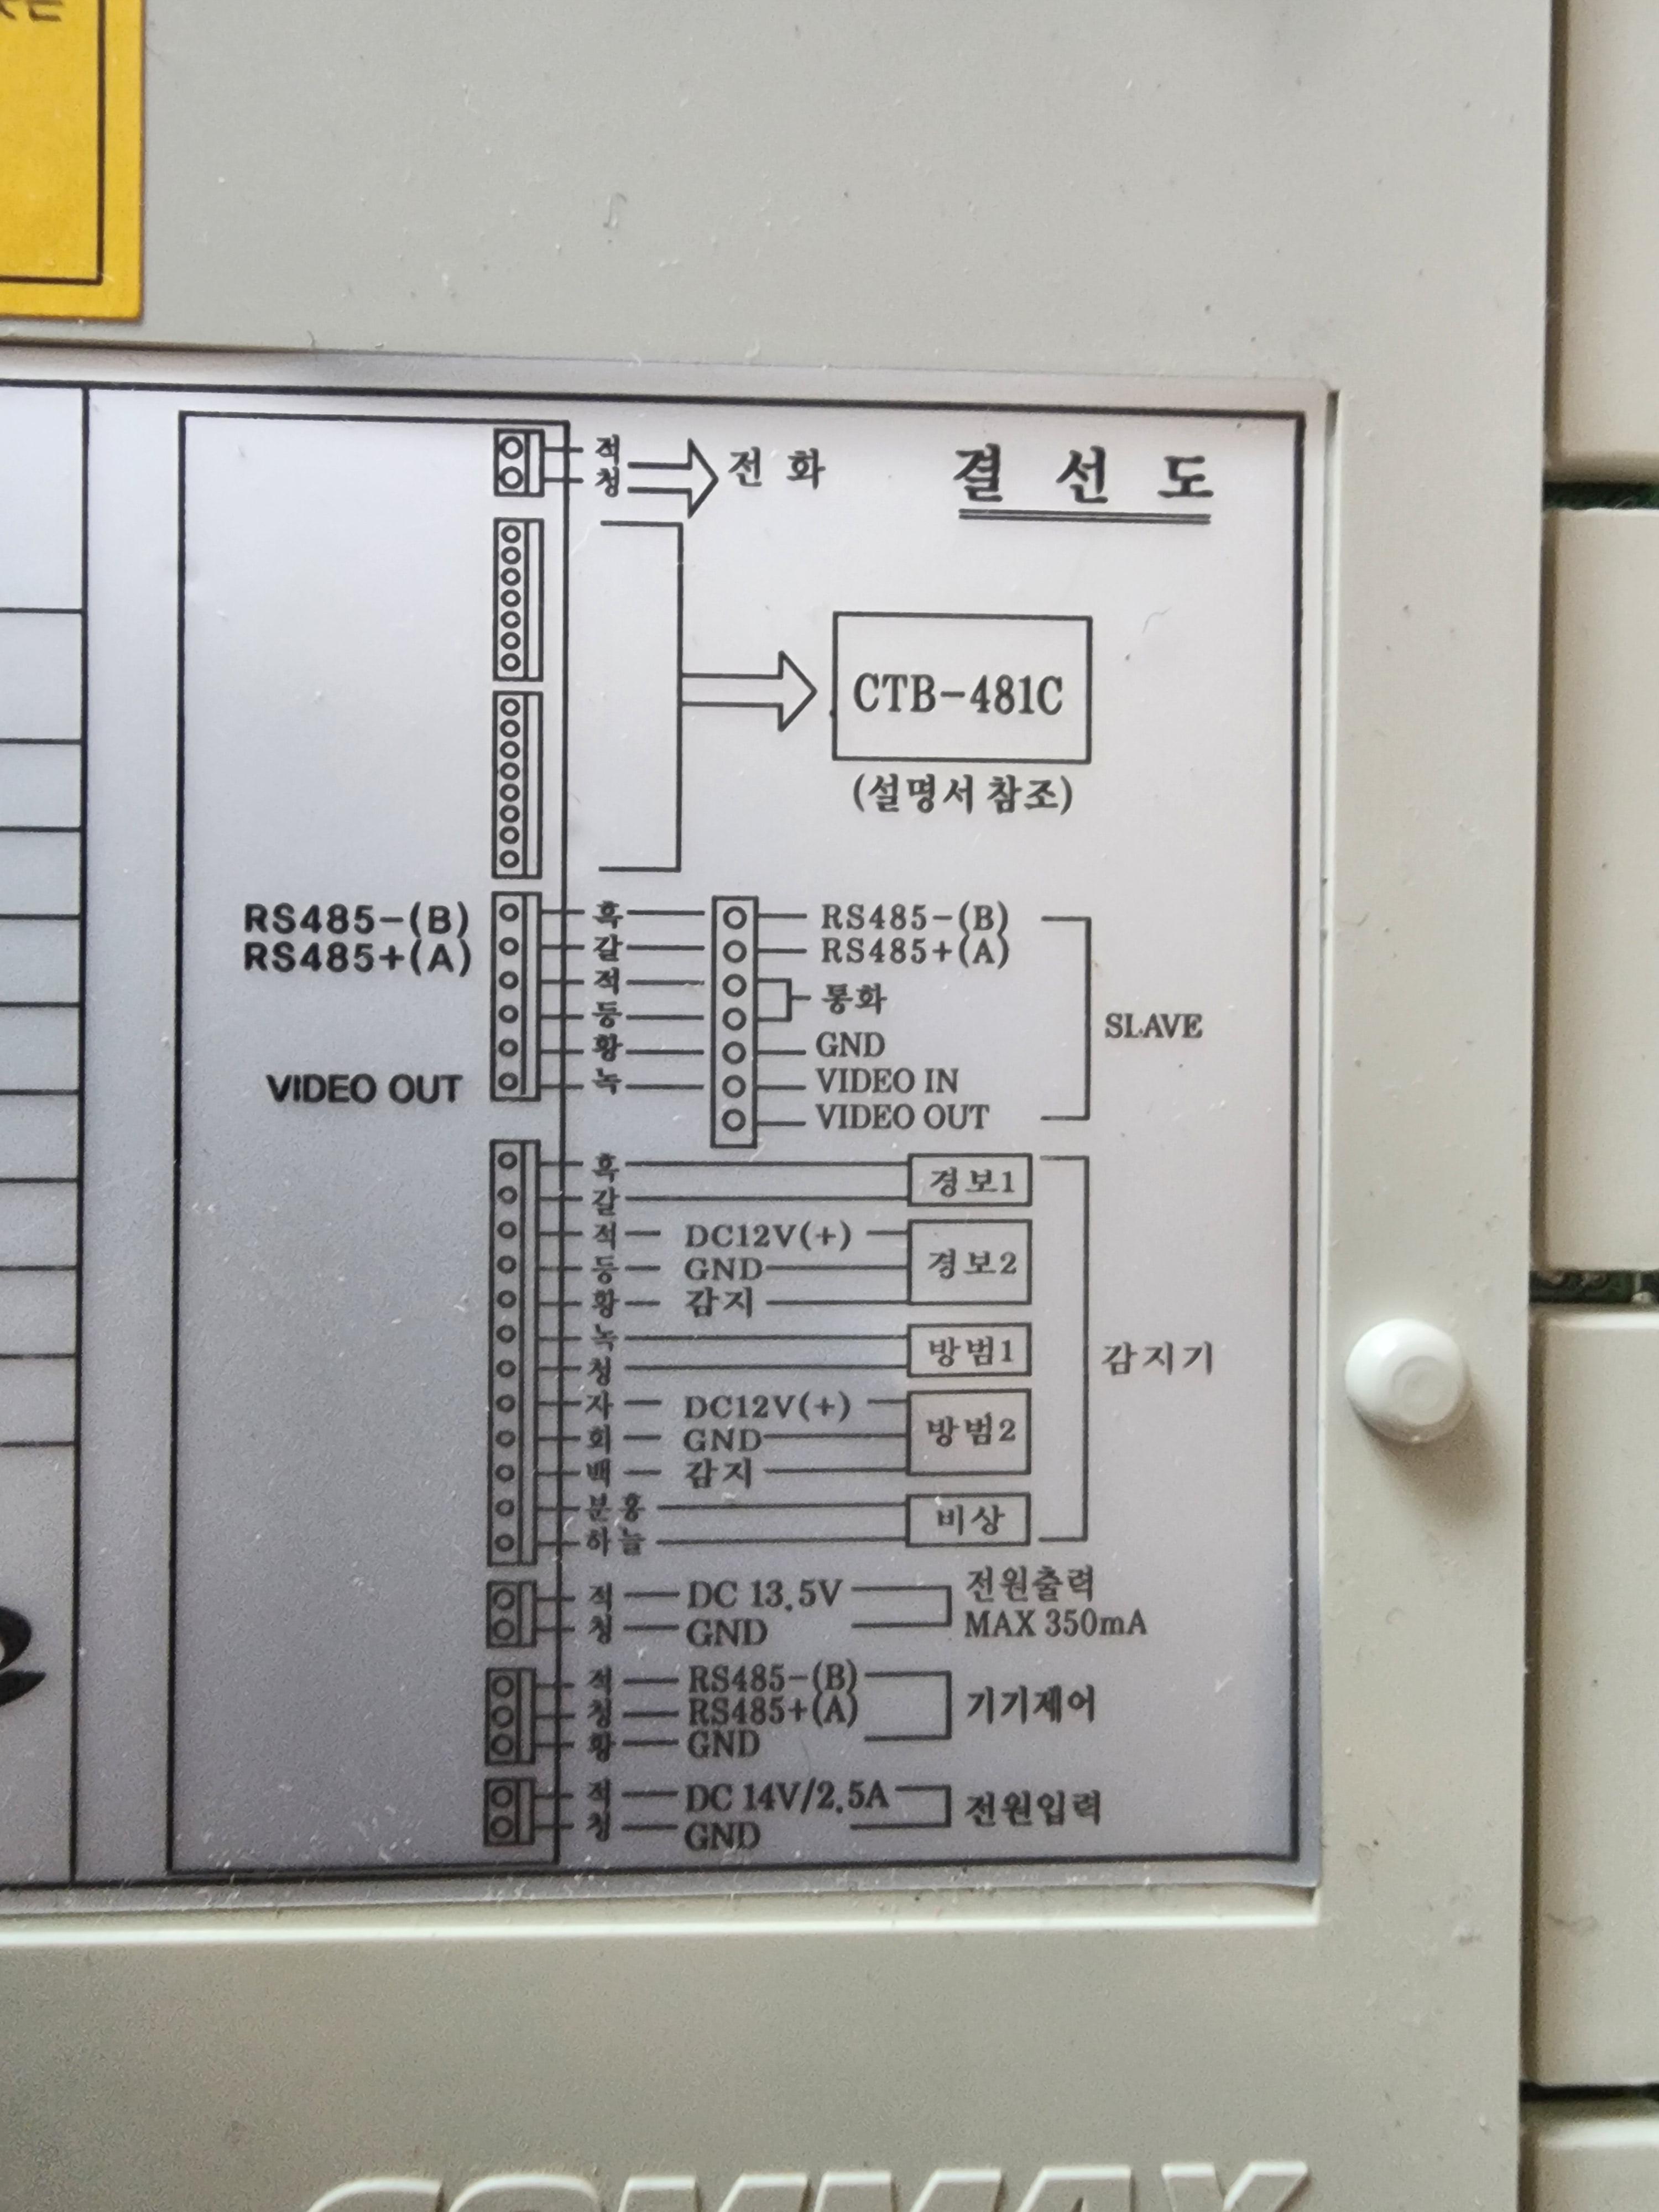 결 선 도
적
청
전 화
CTB-481C
(설명서 참조)
RS485-(B)
RS485+(A)
VIDEO OUT
흑
갈
적
등
황
녹
RS485-(B)
RS485+(A)
통화
GND
VIDEO IN
VIDEO OUT
SLAVE
흑
갈
경보1
적 DC12V(+)
등 GND
황 감지
경보2
녹
청
방범1
자 DC12V(+)
회 GND
백 감지
방범2
분홍
하늘
비상
감지기
적 DC 13.5V
청 GND
전원출력
MAX 350mA
적 RS485-(B)
청 RS485+(A)
황 GND
기기제어
적 DC 14V/2.5A
청 GND
전원입력
COMMAX